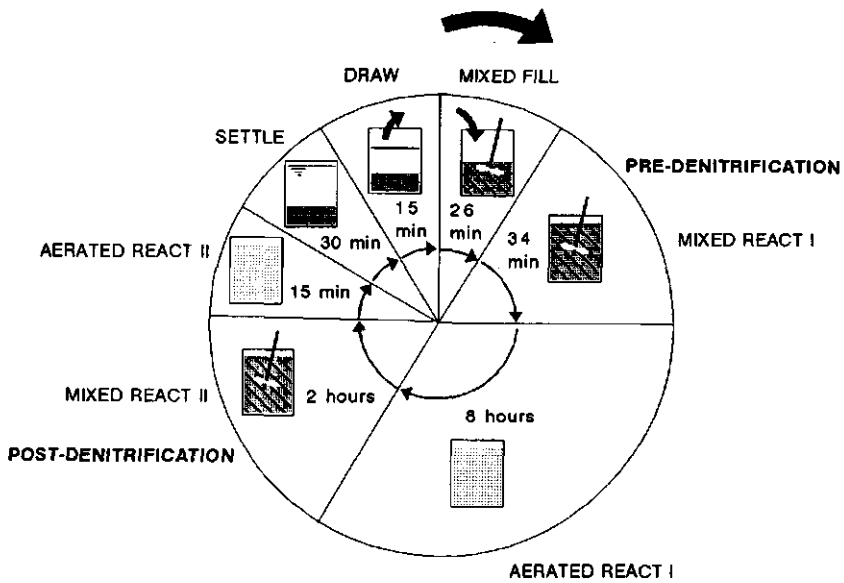 DRAW
MIXED FILL
SETTLE
PRE-DENITRIFICATION
15
min
26
min
34
min
MIXED REACT I
30 min
AERATED REACT II
15 min
MIXED REACT II
2 hours
8 hours
POST-DENITRIFICATION
AERATED REACT I